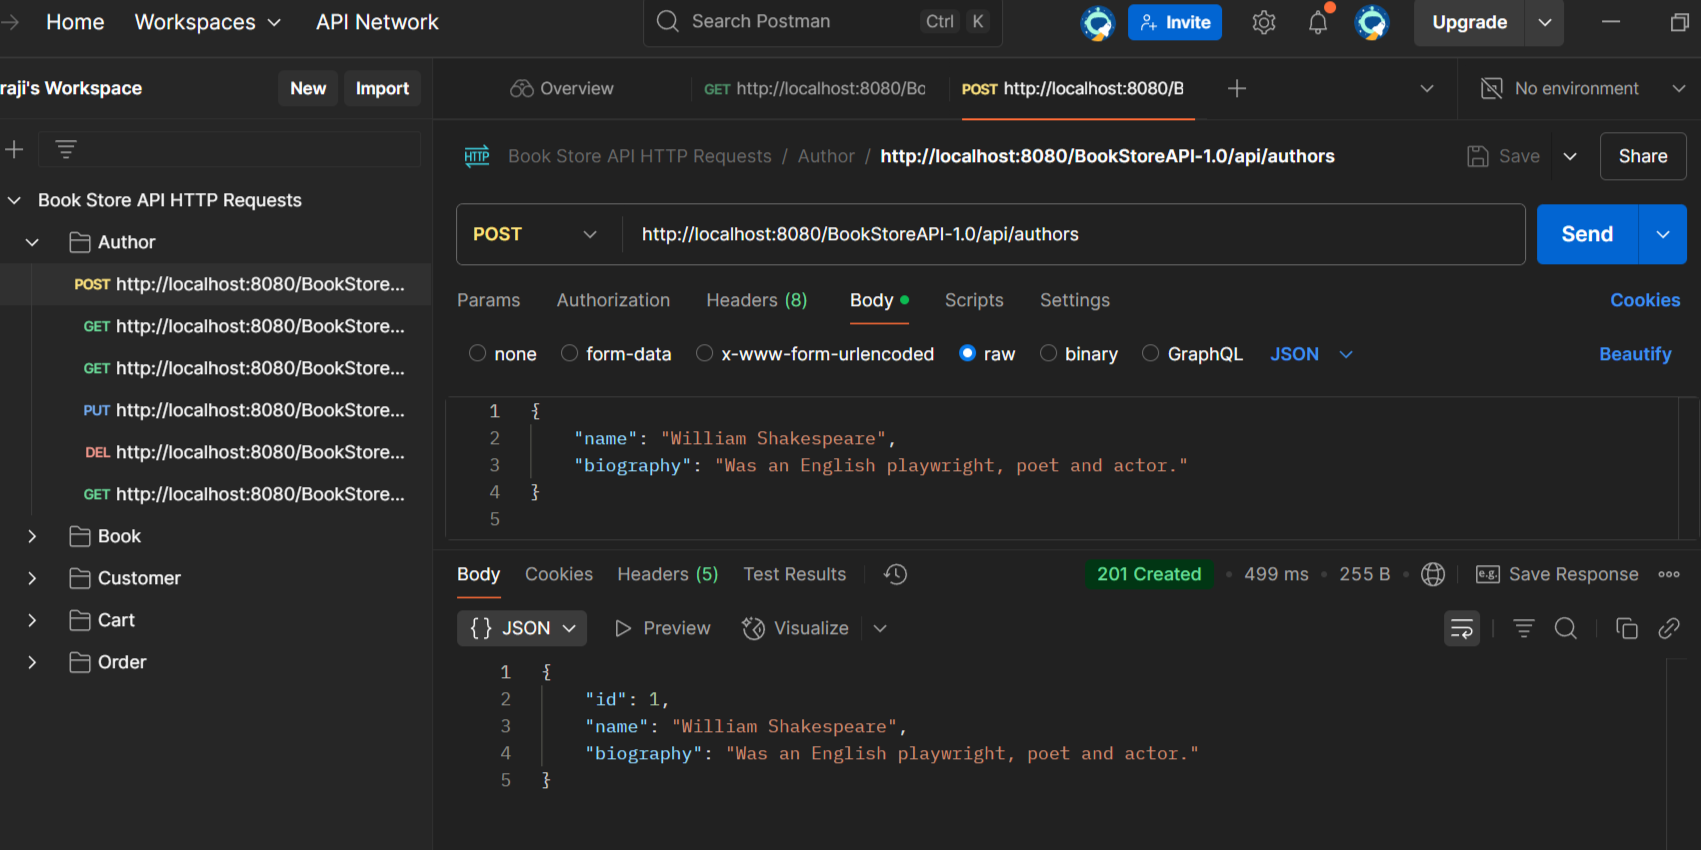 Home Workspaces API Network Search Postman Ctrl K Invite Upgrade
raji's Workspace New Import
Overview GET http://localhost:8080/Bo POST http://localhost:8080/B No environment
HTTP Book Store API HTTP Requests / Author / http://localhost:8080/BookStoreAPI-1.0/api/authors Save Share
Book Store API HTTP Requests
Author
POST http://localhost:8080/BookStore...
GET http://localhost:8080/BookStore...
GET http://localhost:8080/BookStore...
PUT http://localhost:8080/BookStore...
DEL http://localhost:8080/BookStore...
GET http://localhost:8080/BookStore...
Book
Customer
Cart
Order
POST http://localhost:8080/BookStoreAPI-1.0/api/authors Send
Params Authorization Headers (8) Body Scripts Settings Cookies
none form-data x-www-form-urlencoded raw binary GraphQL JSON Beautify
1 {
2 "name": "William Shakespeare",
3 "biography": "Was an English playwright, poet and actor."
4 }
5
Body Cookies Headers (5) Test Results 201 Created • 499 ms • 255 B • e.g. Save Response
{} JSON Preview Visualize
1 {
2 "id": 1,
3 "name": "William Shakespeare",
4 "biography": "Was an English playwright, poet and actor."
5 }